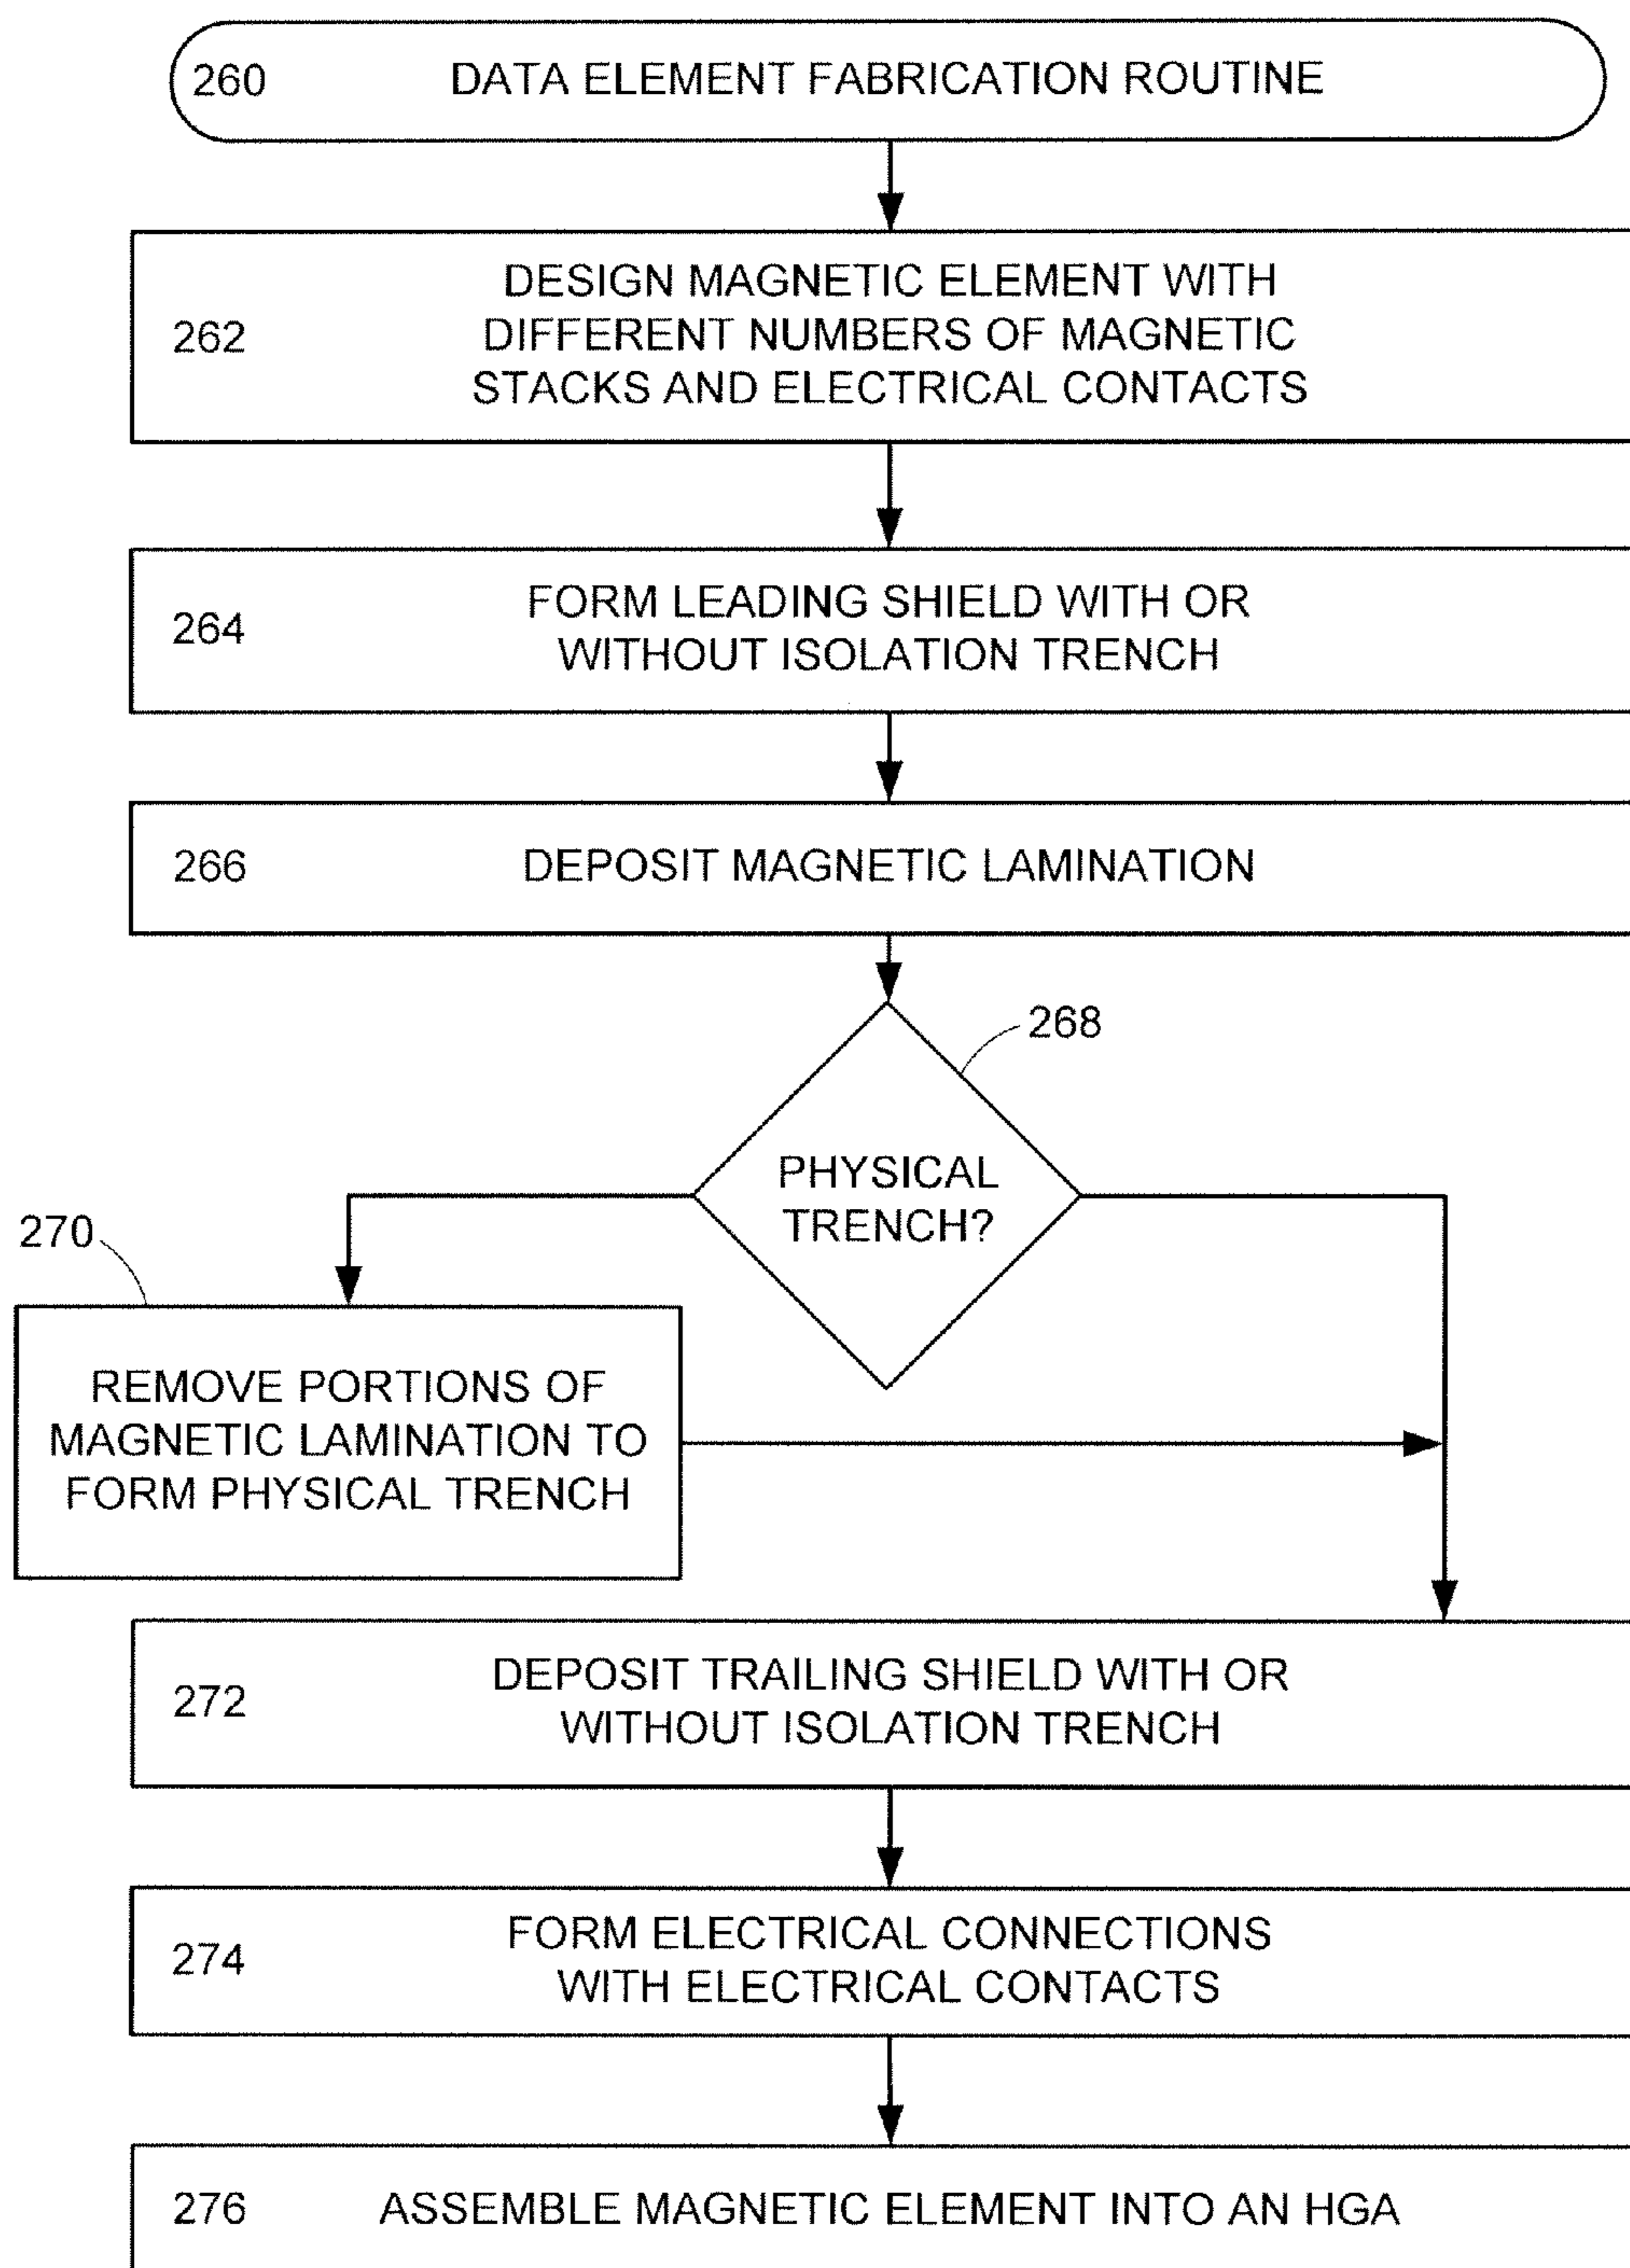 260 DATA ELEMENT FABRICATION ROUTINE
DESIGN MAGNETIC ELEMENT WITH
262 DIFFERENT NUMBERS OF MAGNETIC
STACKS AND ELECTRICAL CONTACTS
264
FORM LEADING SHIELD WITH OR
WITHOUT ISOLATION TRENCH
266 DEPOSIT MAGNETIC LAMINATION
268
PHYSICAL
TRENCH?
270
REMOVE PORTIONS OF
MAGNETIC LAMINATION TO
FORM PHYSICAL TRENCH
272
DEPOSIT TRAILING SHIELD WITH OR
WITHOUT ISOLATION TRENCH
274
FORM ELECTRICAL CONNECTIONS
WITH ELECTRICAL CONTACTS
276 ASSEMBLE MAGNETIC ELEMENT INTO AN HGA